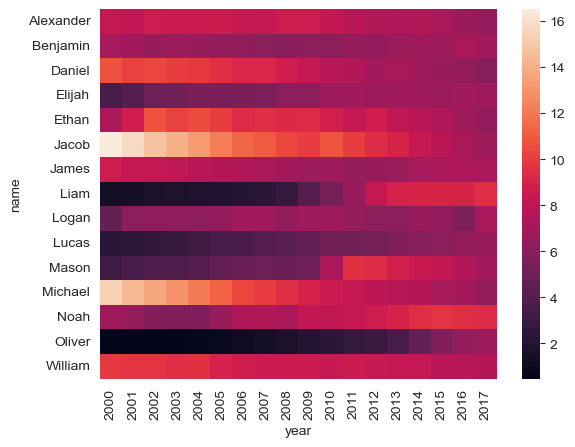 name
Alexander
Benjamin
Daniel
Elijah
Ethan
Jacob
James
Liam
Logan
Lucas
Mason
Michael
Noah
Oliver
William
2000 2001 2002 2003 2004 2005 2006 2007 2008 2009 2010 2011 2012 2013 2014 2015 2016 2017
year
16
14
12
10
8
6
4
2